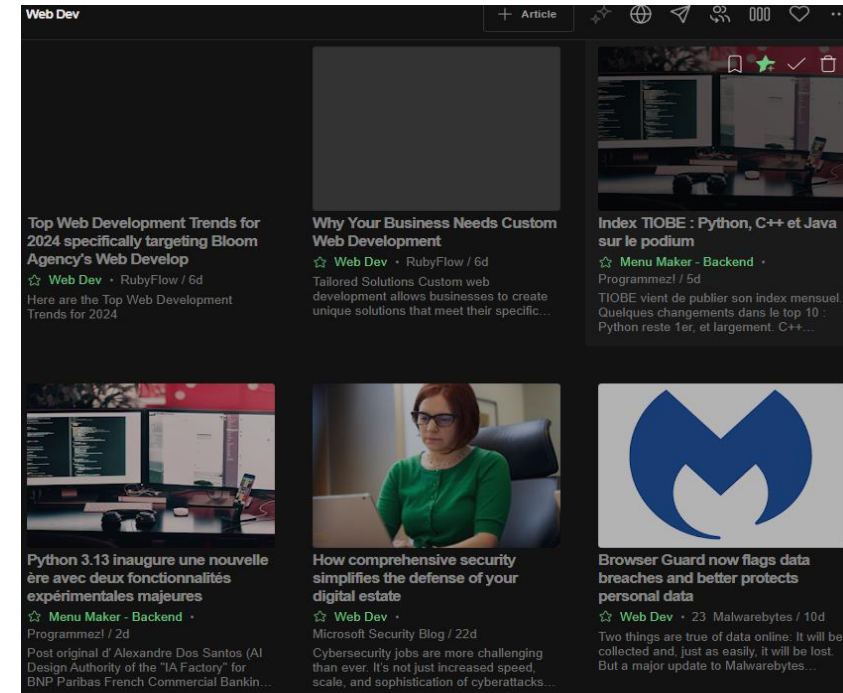 Web Dev
+ Article
Top Web Development Trends for
2024 specifically targeting Bloom
Agency's Web Develop
Web Dev • RubyFlow / 6d
Here are the Top Web Development
Trends for 2024
Why Your Business Needs Custom
Web Development
Web Dev • RubyFlow / 6d
Tailored Solutions Custom web
development allows businesses to create
unique solutions that meet their specific...
Index TIOBE : Python, C++ et Java
sur le podium
Menu Maker - Backend •
Programmez! / 5d
TIOBE vient de publier son index mensuel.
Quelques changements dans le top 10 :
Python reste 1er, et largement. C++...
Python 3.13 inaugure une nouvelle
ère avec deux fonctionnalités
expérimentales majeures
Menu Maker - Backend •
Programmez! / 2d
Post original d' Alexandre Dos Santos (AI
Design Authority of the "IA Factory" for
BNP Paribas French Commercial Bankin...
How comprehensive security
simplifies the defense of your
digital estate
Web Dev •
Microsoft Security Blog / 22d
Cybersecurity jobs are more challenging
than ever. It's not just increased speed,
scale, and sophistication of cyberattacks...
Browser Guard now flags data
breaches and better protects
personal data
Web Dev • 23 Malwarebytes / 10d
Two things are true of data online: It will be
collected and, just as easily, it will be lost.
But a major update to Malwarebytes...